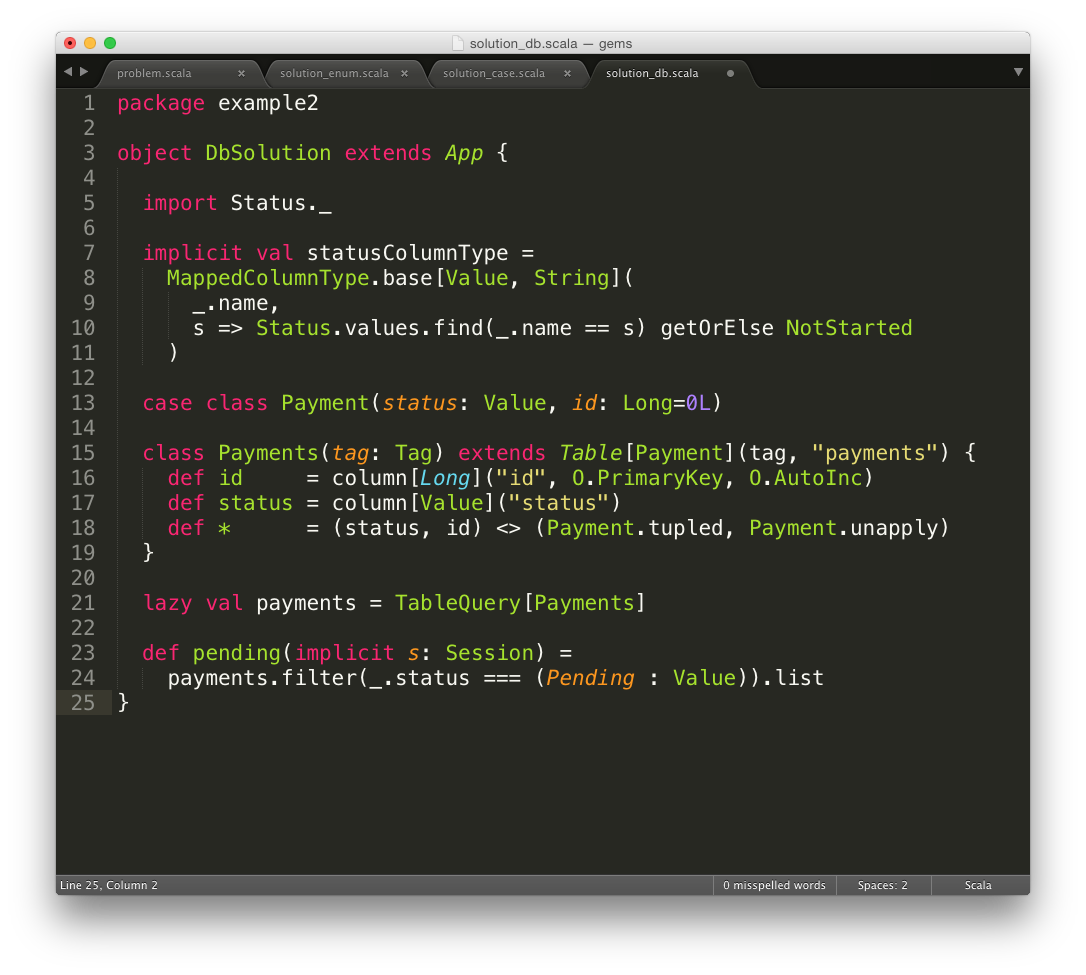 solution_db.scala — gems
problem.scala × solution_enum.scala × solution_case.scala × solution_db.scala
1 package example2
2
3 object DbSolution extends App {
4
5   import Status._
6
7   implicit val statusColumnType =
8     MappedColumnType.base[Value, String](
9       _.name,
10       s => Status.values.find(_.name == s) getOrElse NotStarted
11     )
12
13   case class Payment(status: Value, id: Long=0L)
14
15   class Payments(tag: Tag) extends Table[Payment](tag, "payments") {
16     def id     = column[Long]("id", O.PrimaryKey, O.AutoInc)
17     def status = column[Value]("status")
18     def *      = (status, id) <> (Payment.tupled, Payment.unapply)
19   }
20
21   lazy val payments = TableQuery[Payments]
22
23   def pending(implicit s: Session) =
24     payments.filter(_.status === (Pending : Value)).list
25 }
Line 25, Column 2 0 misspelled words Spaces: 2 Scala